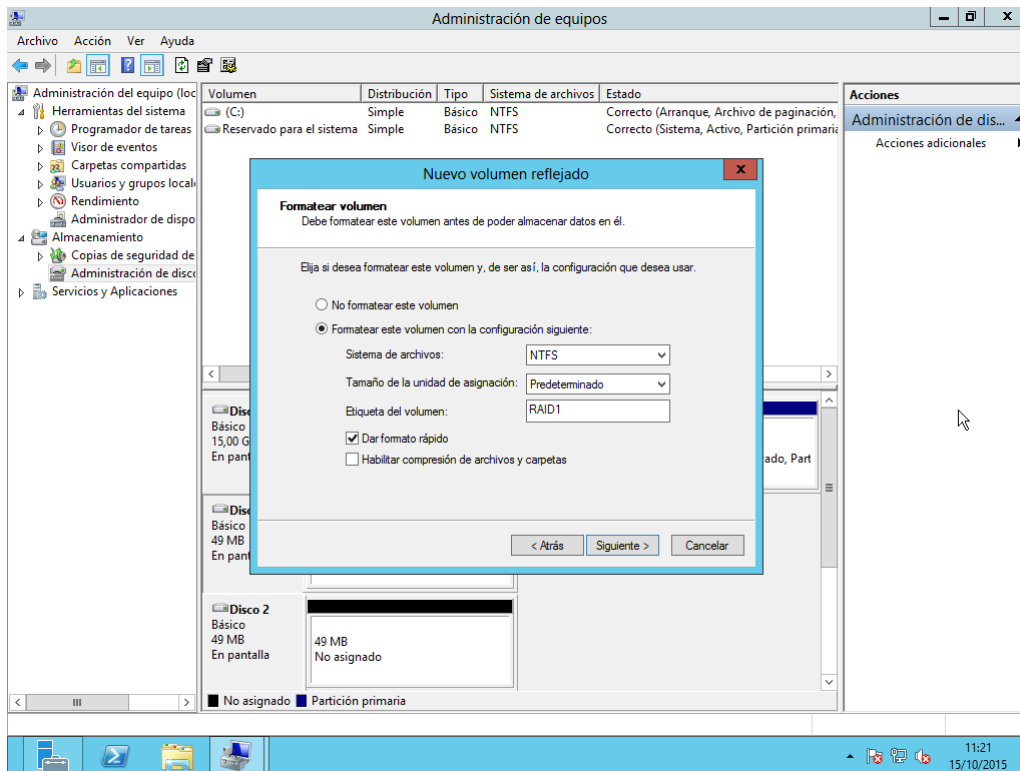 Administración de equipos
Archivo Acción Ver Ayuda
Administración del equipo (loc
Herramientas del sistema
Programador de tareas
Visor de eventos
Carpetas compartidas
Usuarios y grupos local
Rendimiento
Administrador de dispo
Almacenamiento
Copias de seguridad de
Administración de disco
Servicios y Aplicaciones
Volumen Distribución Tipo Sistema de archivos Estado
(C:) Simple Básico NTFS Correcto (Arranque, Archivo de paginación,
Reservado para el sistema Simple Básico NTFS Correcto (Sistema, Activo, Partición primaria
Acciones
Administración de dis...
Acciones adicionales
Nuevo volumen reflejado
Formatear volumen
Debe formatear este volumen antes de poder almacenar datos en él.
Elija si desea formatear este volumen y, de ser así, la configuración que desea usar.
No formatear este volumen
Formatear este volumen con la configuración siguiente:
Sistema de archivos: NTFS
Tamaño de la unidad de asignación: Predeterminado
Etiqueta del volumen: RAID1
Dar formato rápido
Habilitar compresión de archivos y carpetas
< Atrás Siguiente > Cancelar
Disc
Básico
15,00 G
En pant
ado, Part
Disc
Básico
49 MB
En pant
Disco 2
Básico
49 MB
En pantalla
49 MB
No asignado
No asignado Partición primaria
11:21
15/10/2015